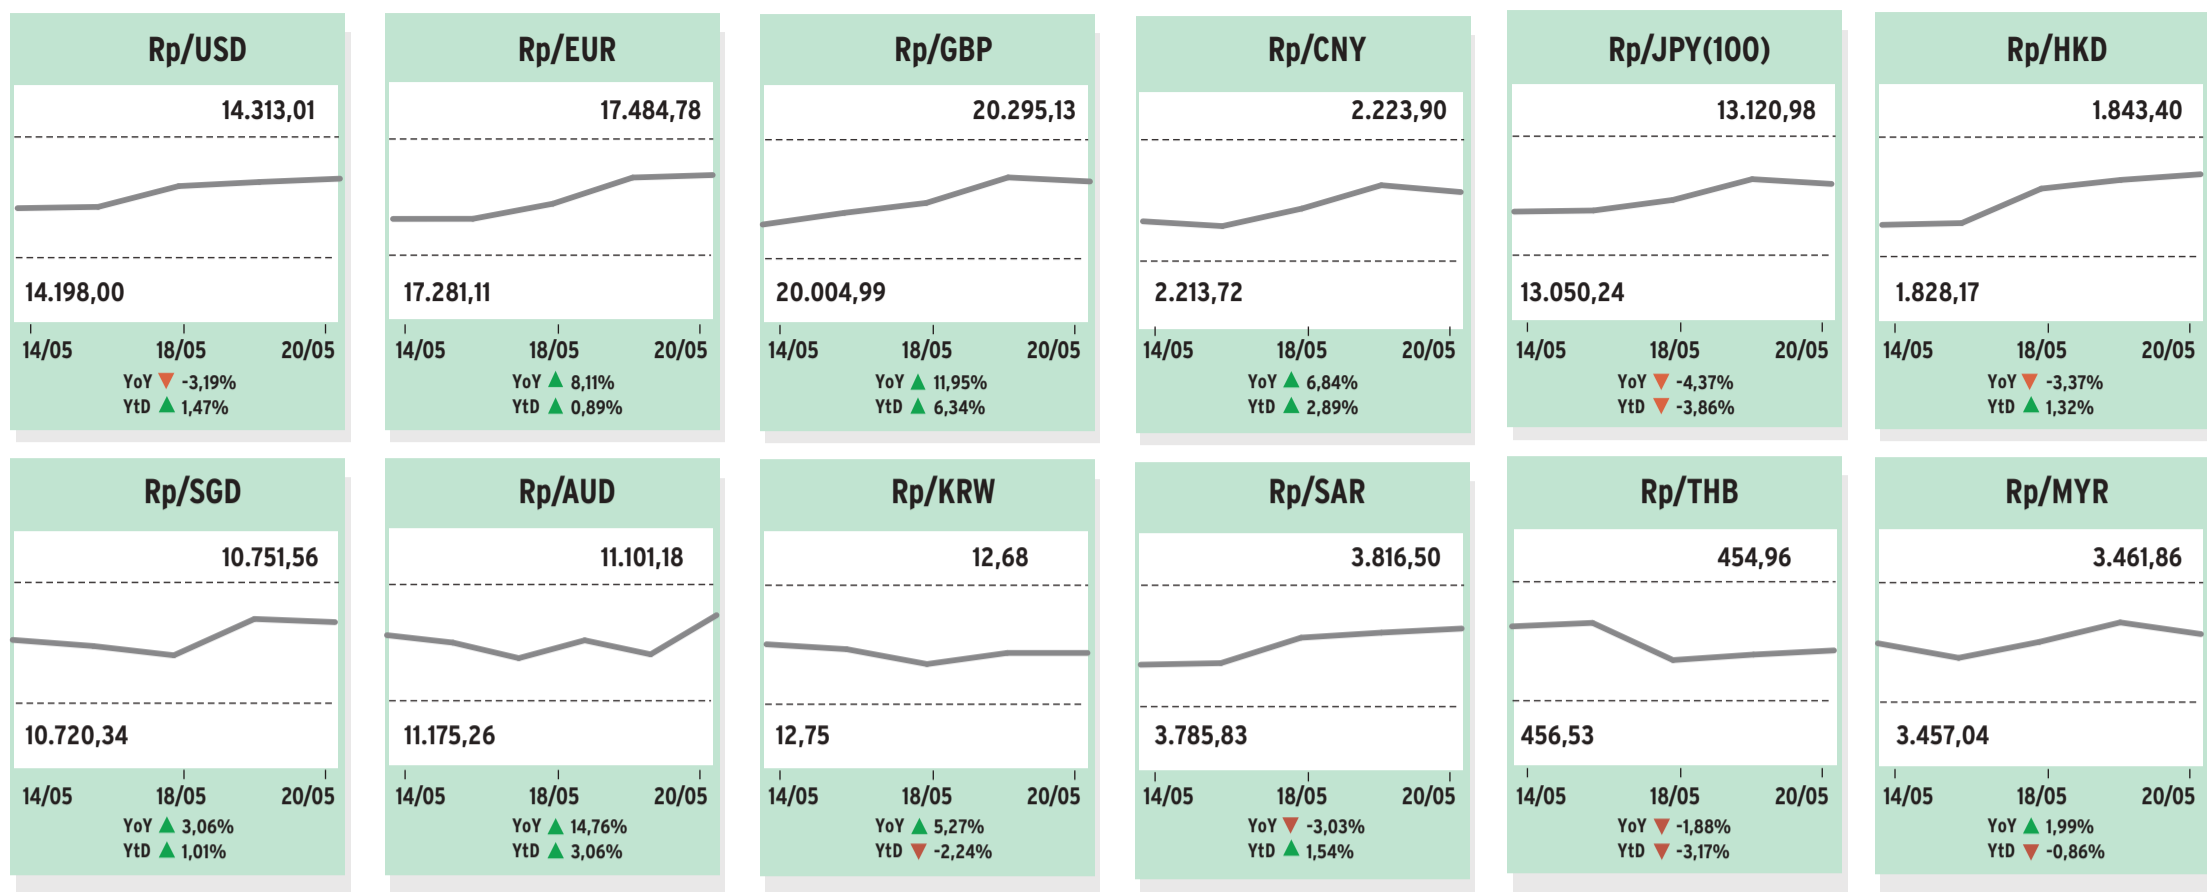 Rp/USD
14.313,01
14.198,00
14/05 18/05 20/05
YoY ▼ -3,19%
YtD ▲ 1,47%
Rp/EUR
17.484,78
17.281,11
14/05 18/05 20/05
YoY ▲ 8,11%
YtD ▲ 0,89%
Rp/GBP
20.295,13
20.004,99
14/05 18/05 20/05
YoY ▲ 11,95%
YtD ▲ 6,34%
Rp/CNY
2.223,90
2.213,72
14/05 18/05 20/05
YoY ▲ 6,84%
YtD ▲ 2,89%
Rp/JPY(100)
13.120,98
13.050,24
14/05 18/05 20/05
YoY ▼ -4,37%
YtD ▼ -3,86%
Rp/HKD
1.843,40
1.828,17
14/05 18/05 20/05
YoY ▼ -3,37%
YtD ▲ 1,32%
Rp/SGD
10.751,56
10.720,34
14/05 18/05 20/05
YoY ▲ 3,06%
YtD ▲ 1,01%
Rp/AUD
11.101,18
11.175,26
14/05 18/05 20/05
YoY ▲ 14,76%
YtD ▲ 3,06%
Rp/KRW
12,68
12,75
14/05 18/05 20/05
YoY ▲ 5,27%
YtD ▼ -2,24%
Rp/SAR
3.816,50
3.785,83
14/05 18/05 20/05
YoY ▼ -3,03%
YtD ▲ 1,54%
Rp/THB
454,96
456,53
14/05 18/05 20/05
YoY ▼ -1,88%
YtD ▼ -3,17%
Rp/MYR
3.461,86
3.457,04
14/05 18/05 20/05
YoY ▲ 1,99%
YtD ▼ -0,86%